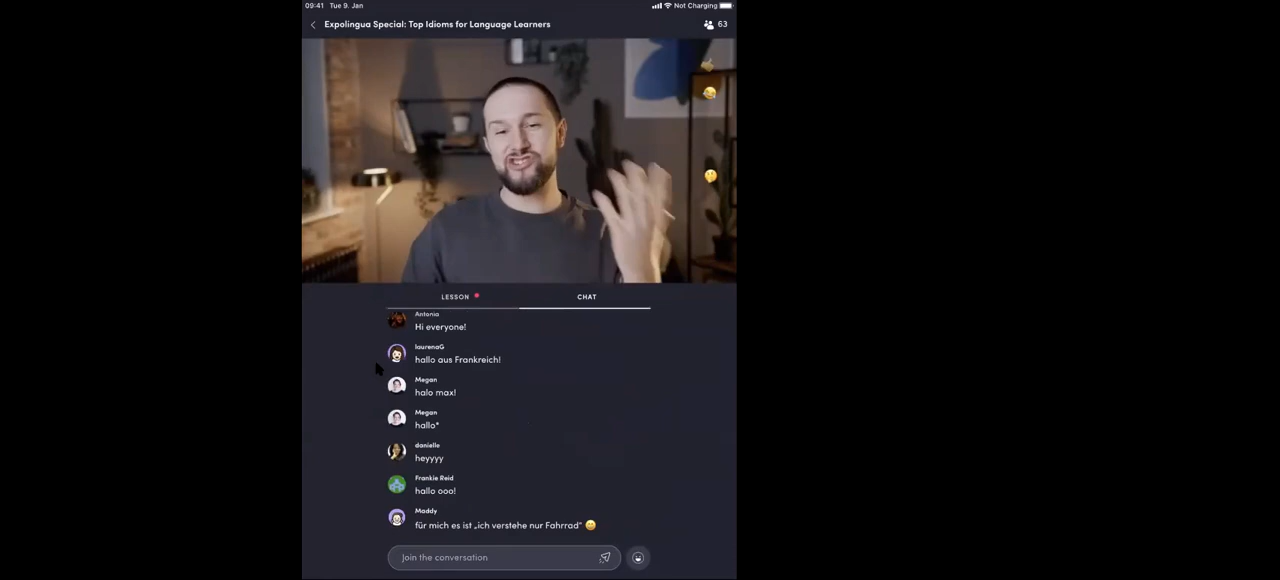 09:41 Tue 9. Jan Not Charging
Expolingua Special: Top Idioms for Language Learners 63
LESSON CHAT
Antonia
Hi everyone!
laurenaG
hallo aus Frankreich!
Megan
halo max!
Megan
hallo*
danielle
heyyyy
Frankie Reid
hallo ooo!
Maddy
für mich es ist „ich verstehe nur Fahrrad“ 😄
Join the conversation